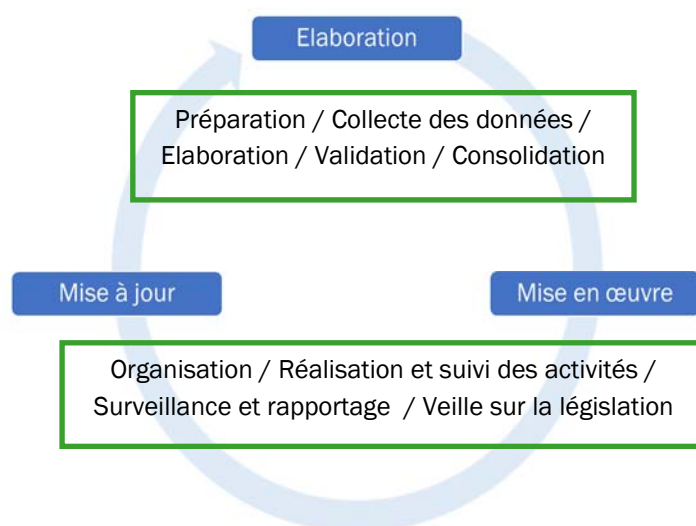 Elaboration
Préparation / Collecte des données /
Elaboration / Validation / Consolidation
Mise à jour
Mise en œuvre
Organisation / Réalisation et suivi des activités /
Surveillance et rapportage / Veille sur la législation